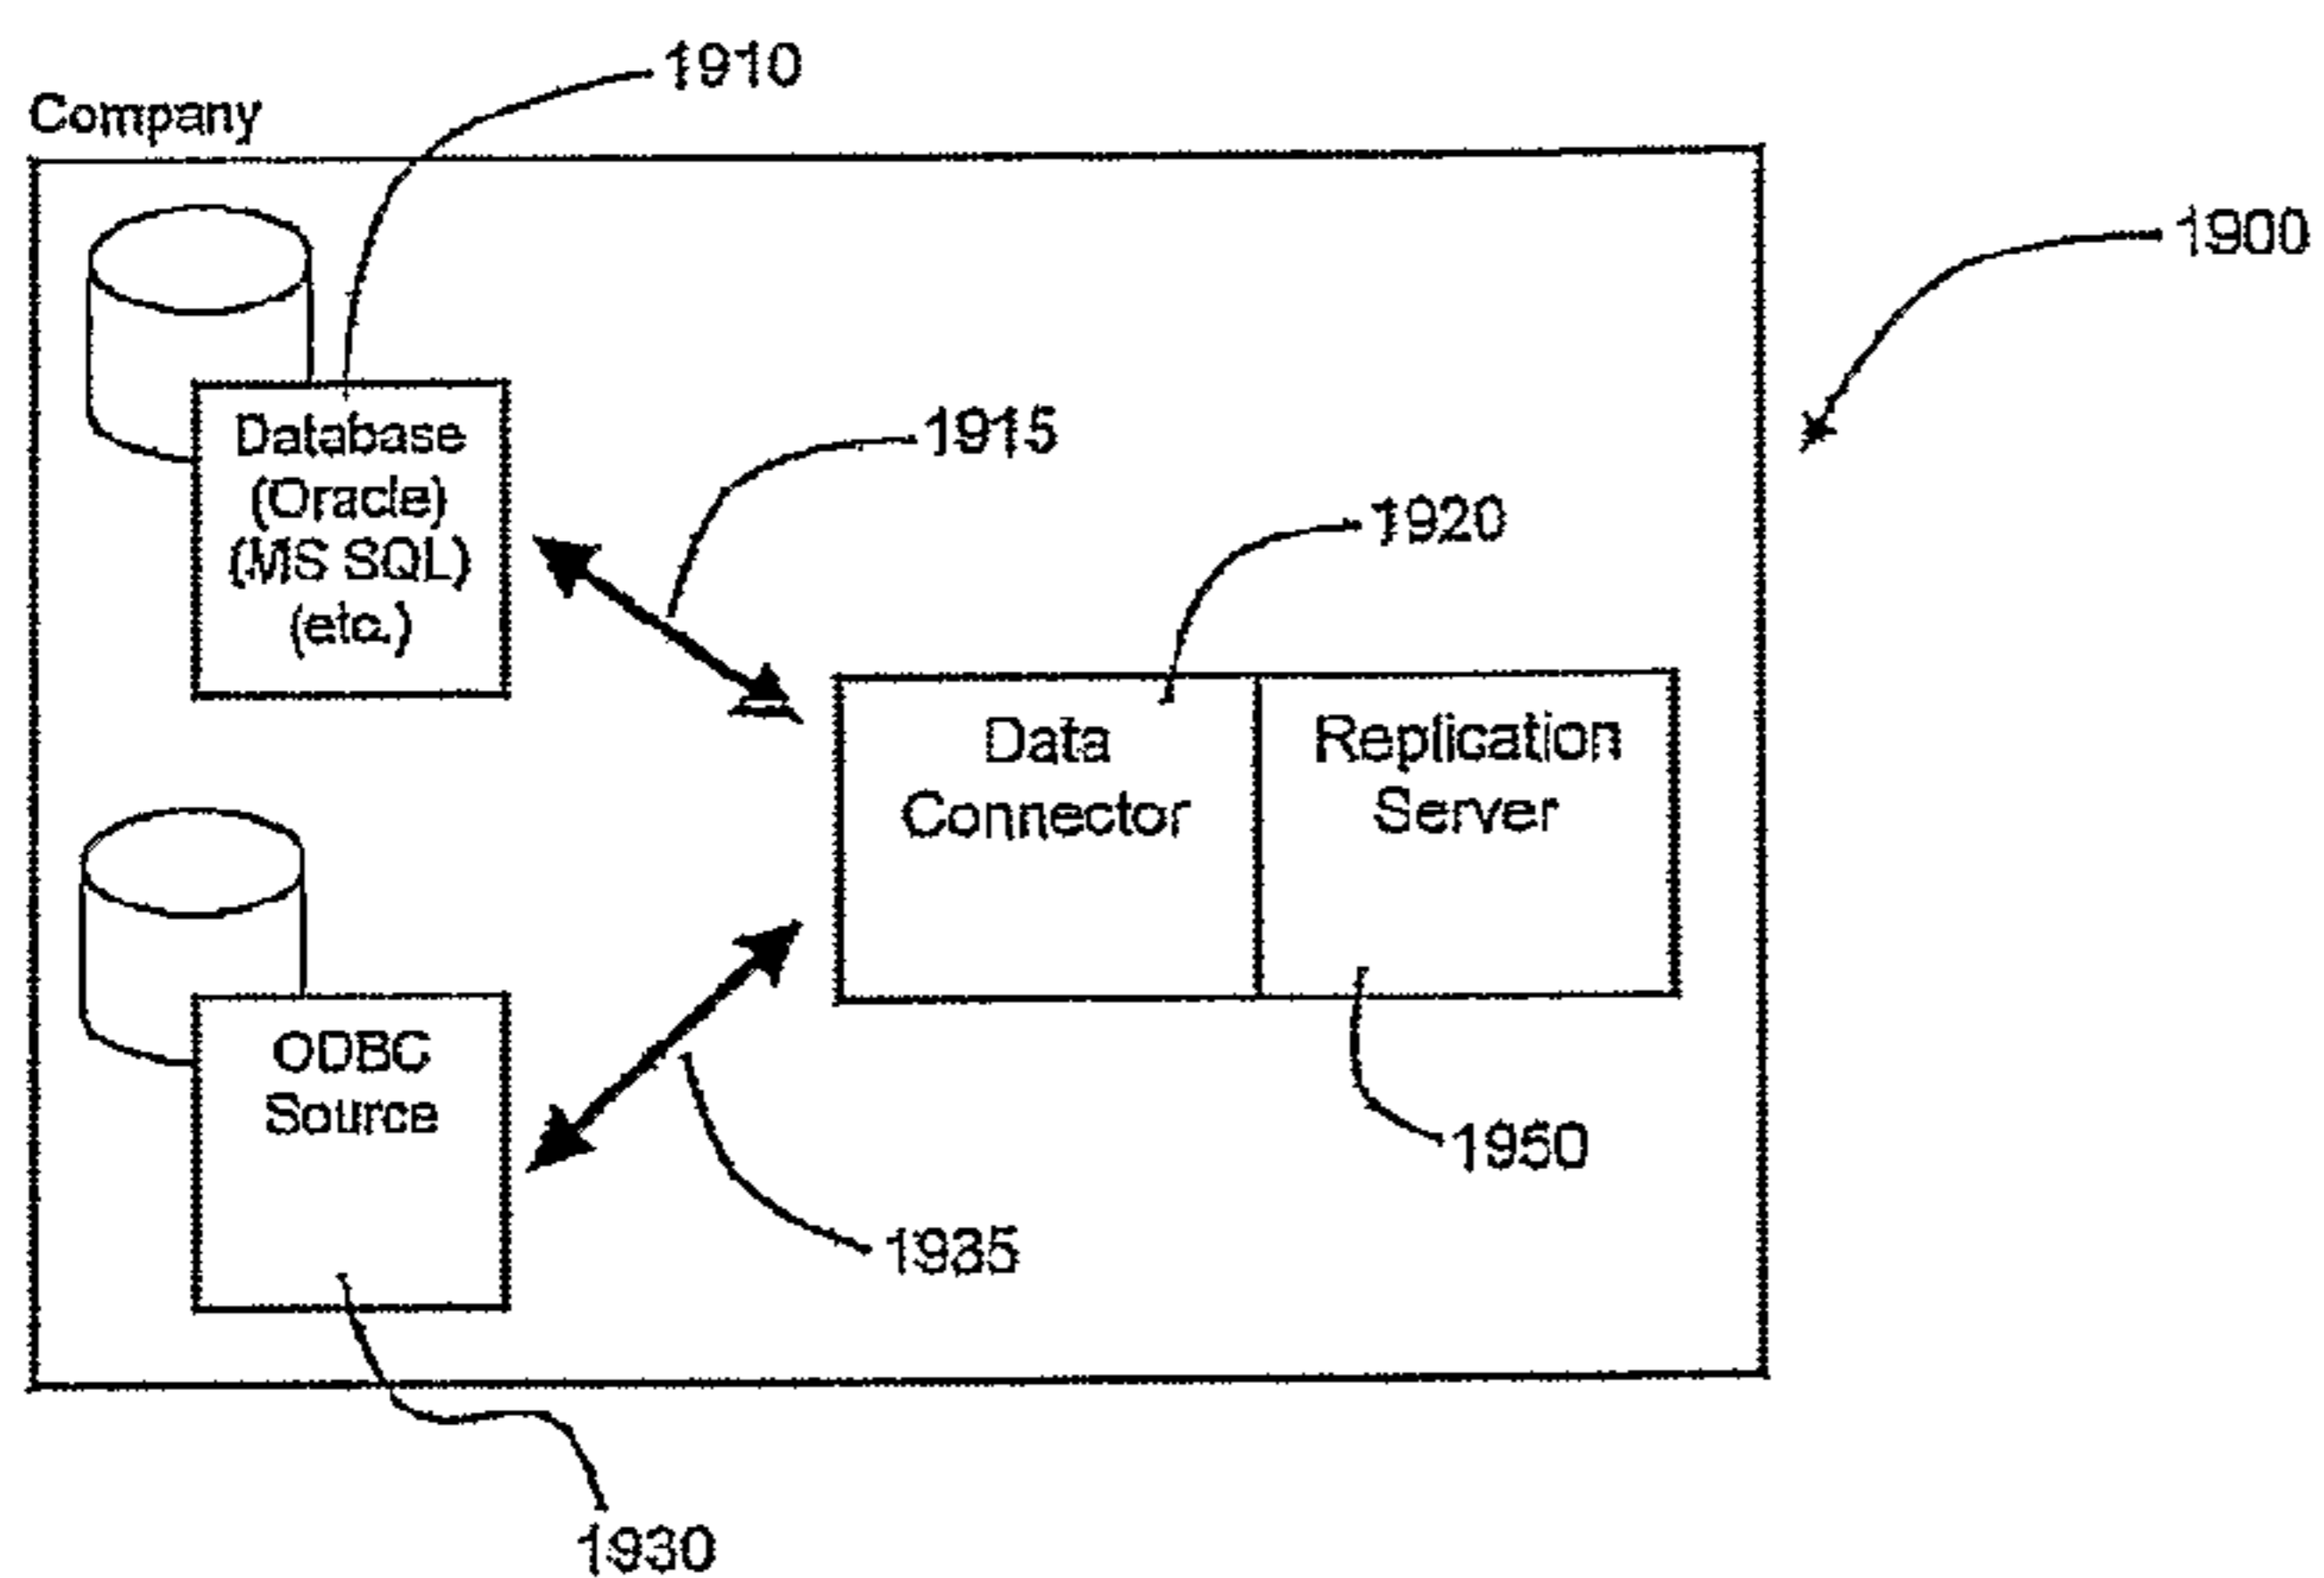 1910
Company
1900
Database
(Oracle)
(MS SQL)
(etc.)
1915
1920
Data
Connector
Replication
Server
ODBC
Source
1950
1935
1930